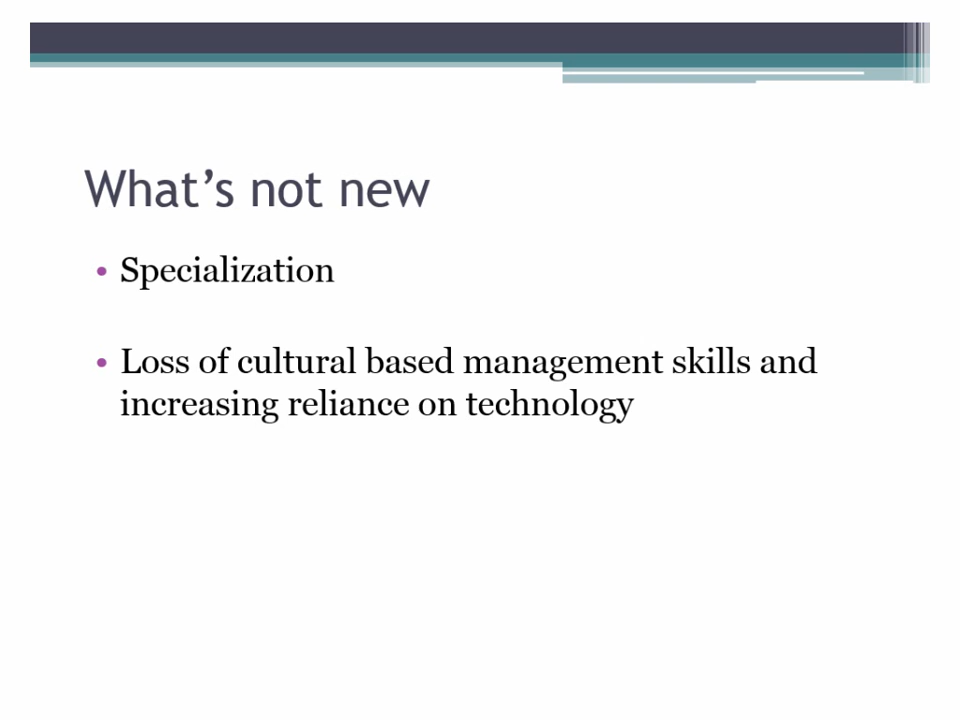 What’s not new
• Specialization
• Loss of cultural based management skills and
increasing reliance on technology